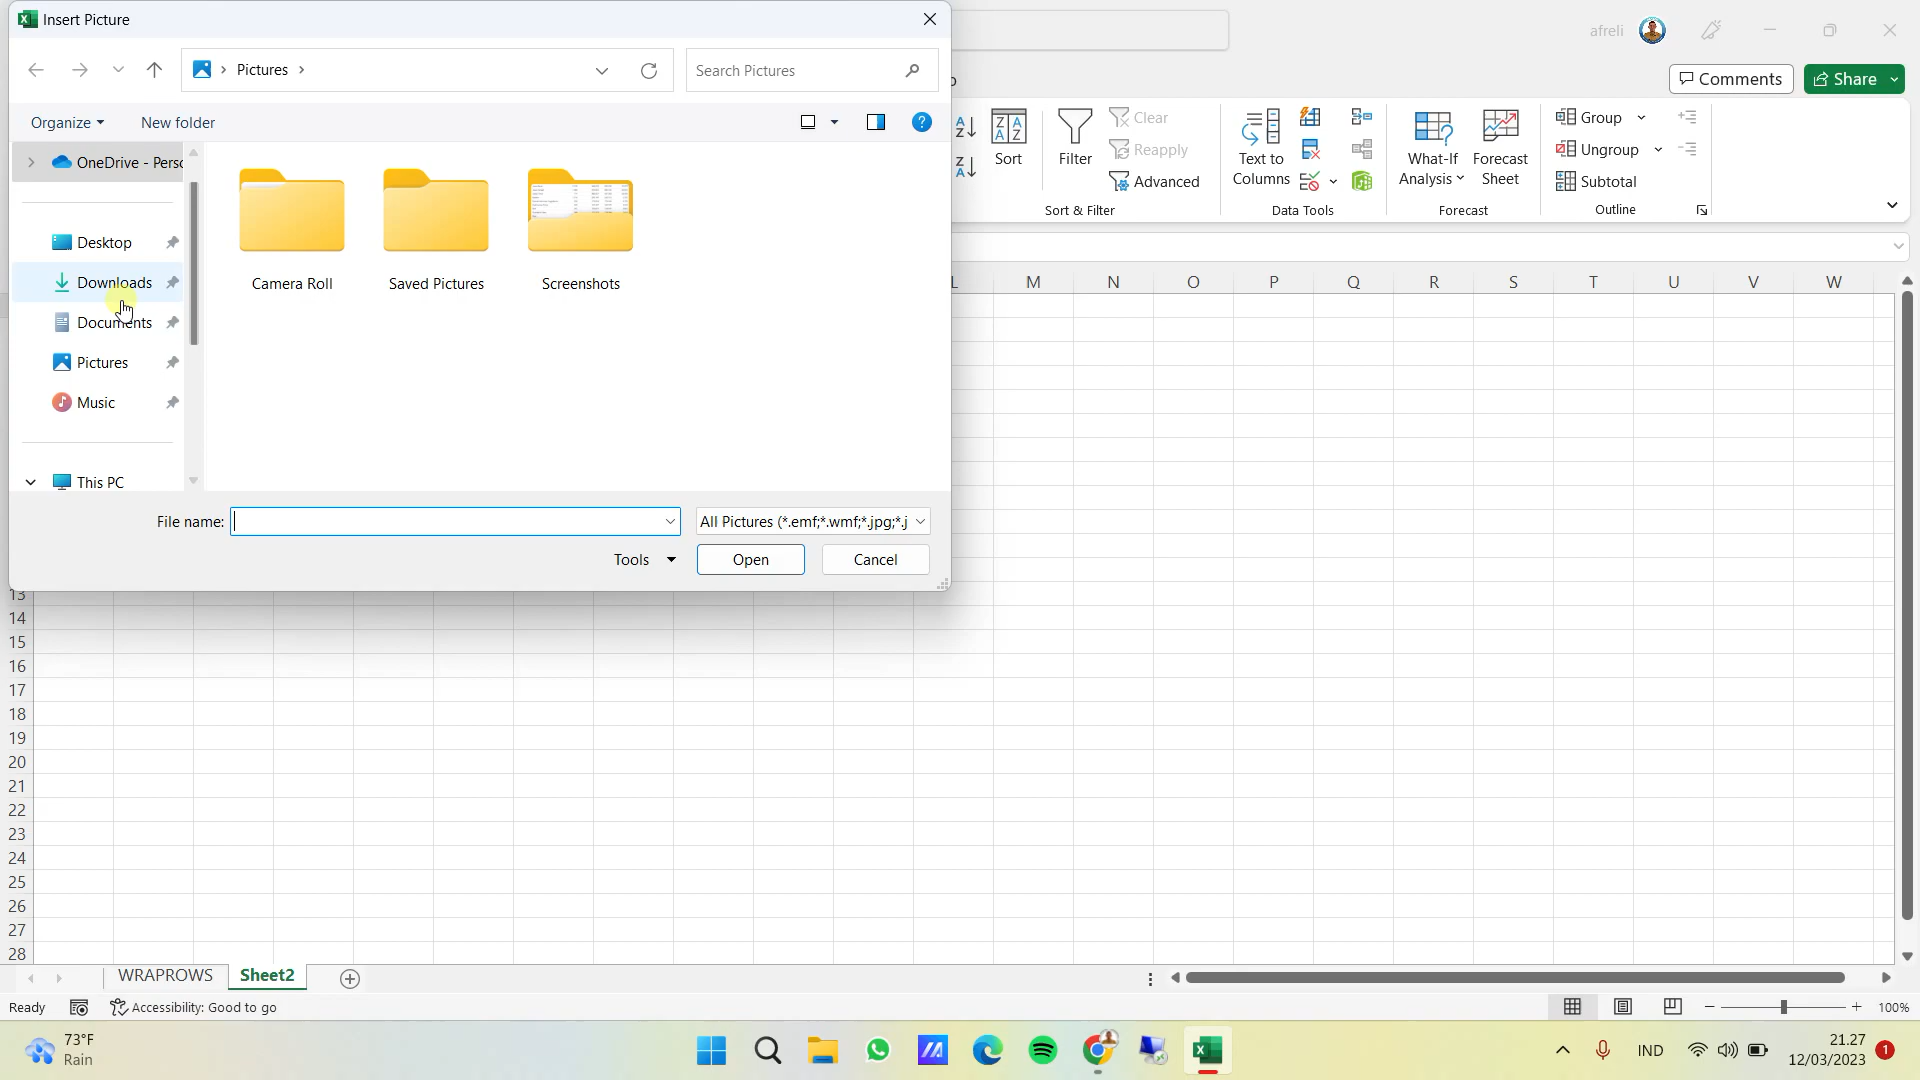 Insert Picture
afreli
Pictures
Search Pictures
Comments
Share
Organize
New folder
Sort
Filter
Clear
Reapply
Advanced
Text to
Columns
What-If
Analysis
Forecast
Sheet
Group
Ungroup
Subtotal
Sort & Filter
Data Tools
Forecast
Outline
OneDrive - Perso
Desktop
Downloads
Documents
Pictures
Music
This PC
Camera Roll
Saved Pictures
Screenshots
L M N O P Q R S T U V W
File name:
All Pictures (*.emf;*.wmf;*.jpg;*.j
Tools
Open
Cancel
13
14
15
16
17
18
19
20
21
22
23
24
25
26
27
28
WRAPROWS
Sheet2
Ready
Accessibility: Good to go
100%
73°F
Rain
IND
21.27
12/03/2023
1